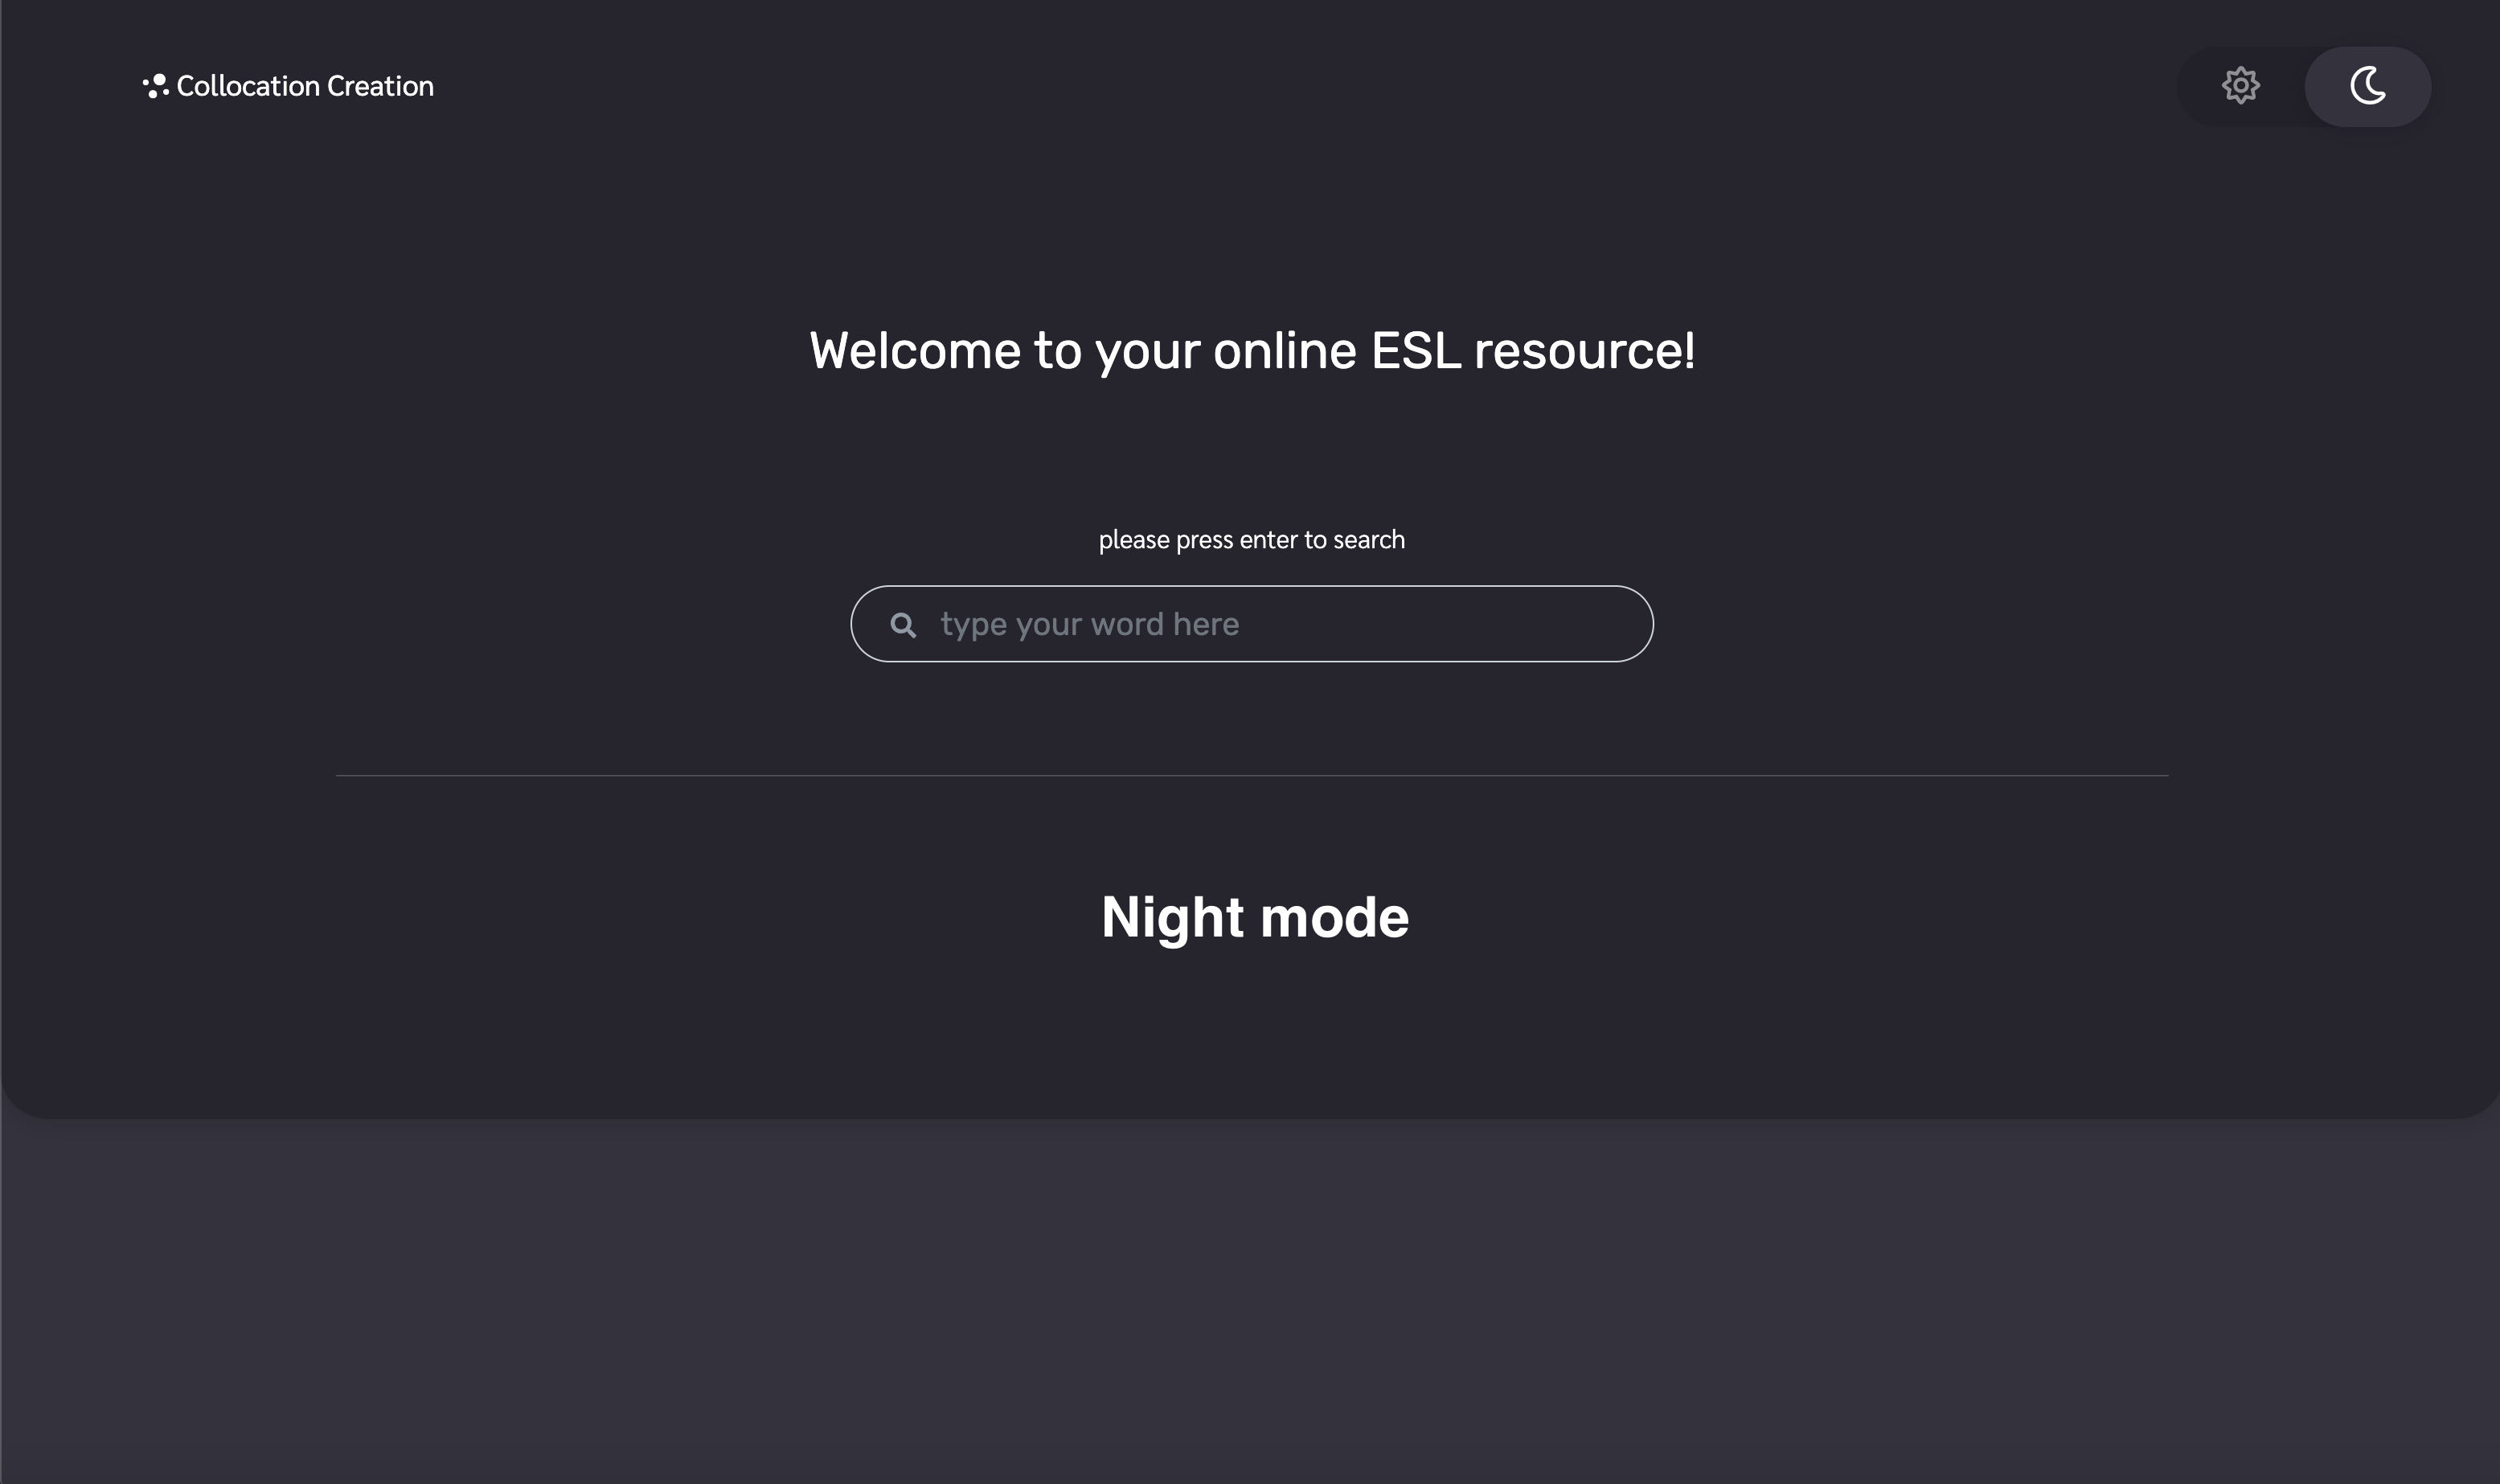 Collocation Creation
Welcome to your online ESL resource!
please press enter to search
type your word here
Night mode